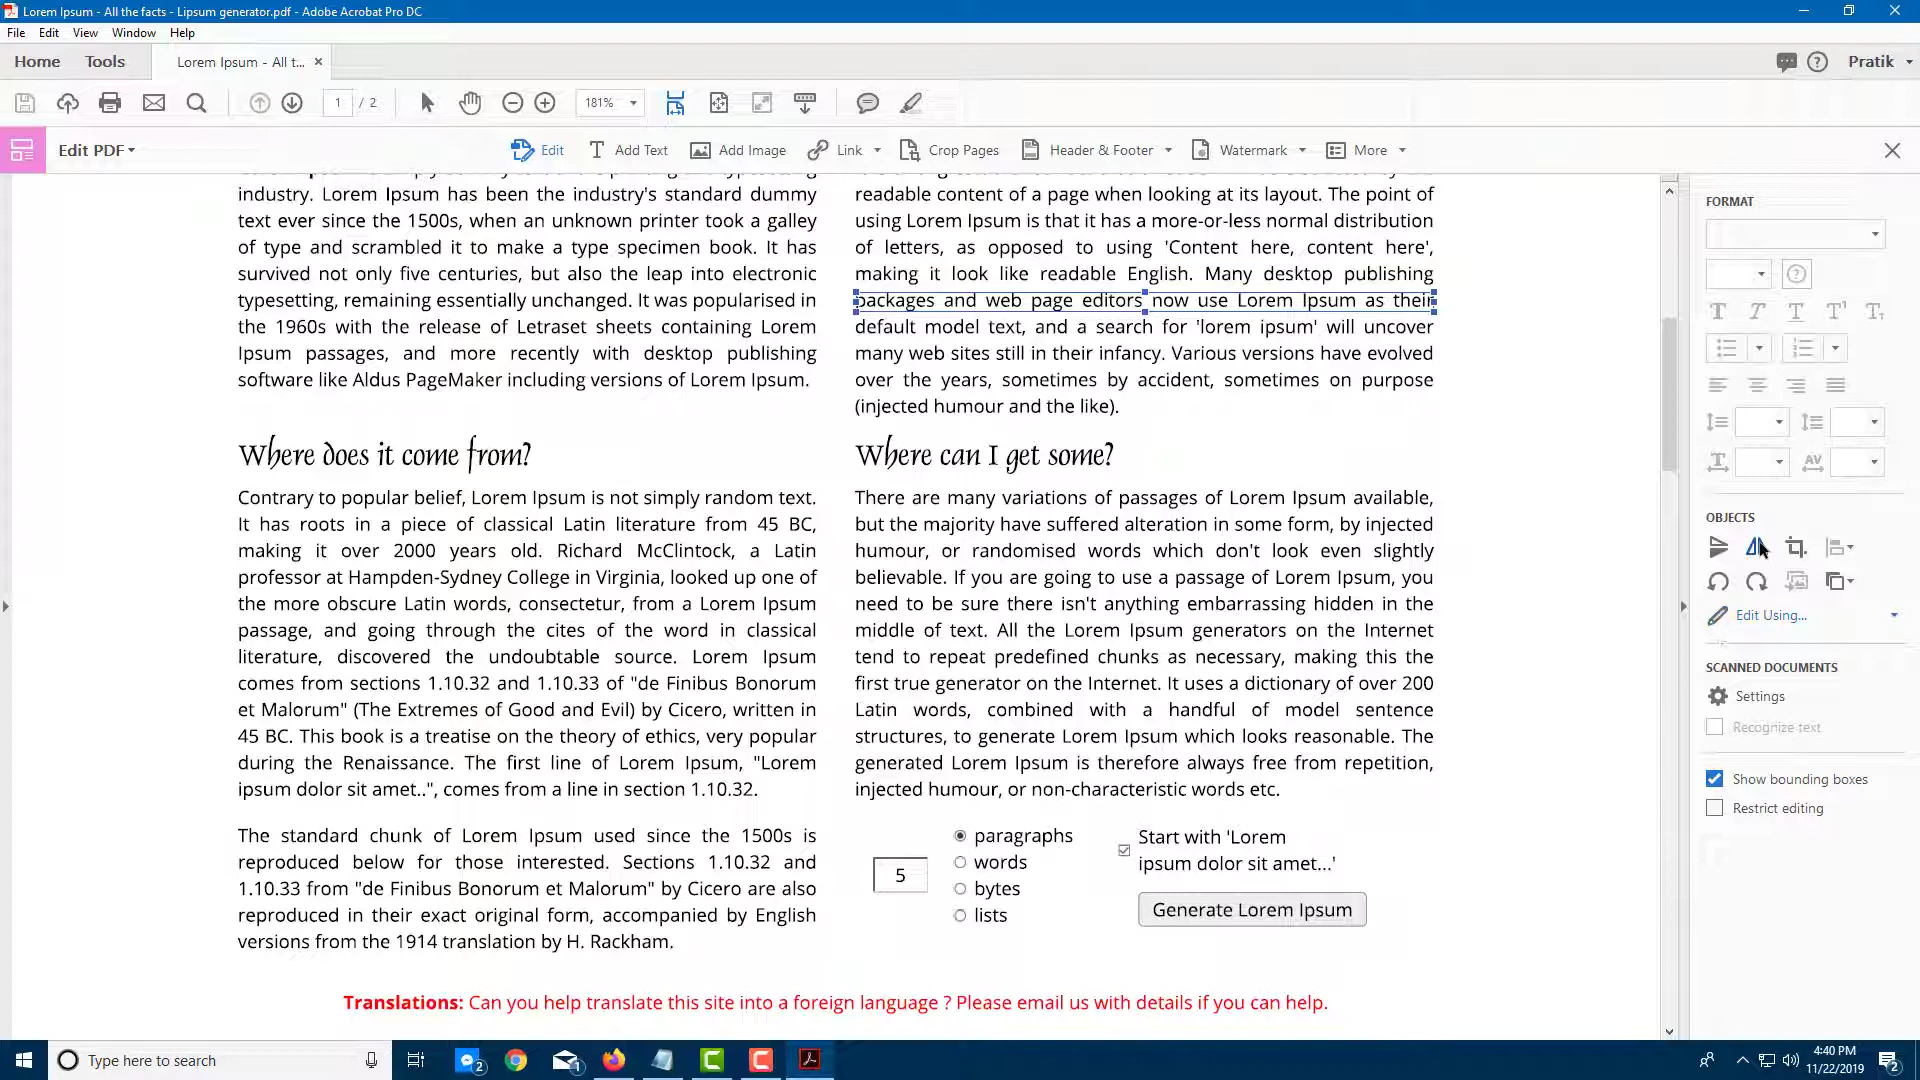 Lorem Ipsum - All the facts - Lipsum generator.pdf - Adobe Acrobat Pro DC
File Edit View Window Help
Home Tools Lorem Ipsum - All t... Pratik
1 / 2 181%
Edit PDF Edit Add Text Add Image Link Crop Pages Header & Footer Watermark More
industry. Lorem Ipsum has been the industry's standard dummy
text ever since the 1500s, when an unknown printer took a galley
of type and scrambled it to make a type specimen book. It has
survived not only five centuries, but also the leap into electronic
typesetting, remaining essentially unchanged. It was popularised in
the 1960s with the release of Letraset sheets containing Lorem
Ipsum passages, and more recently with desktop publishing
software like Aldus PageMaker including versions of Lorem Ipsum.
Where does it come from?
Contrary to popular belief, Lorem Ipsum is not simply random text.
It has roots in a piece of classical Latin literature from 45 BC,
making it over 2000 years old. Richard McClintock, a Latin
professor at Hampden-Sydney College in Virginia, looked up one of
the more obscure Latin words, consectetur, from a Lorem Ipsum
passage, and going through the cites of the word in classical
literature, discovered the undoubtable source. Lorem Ipsum
comes from sections 1.10.32 and 1.10.33 of "de Finibus Bonorum
et Malorum" (The Extremes of Good and Evil) by Cicero, written in
45 BC. This book is a treatise on the theory of ethics, very popular
during the Renaissance. The first line of Lorem Ipsum, "Lorem
ipsum dolor sit amet..", comes from a line in section 1.10.32.
The standard chunk of Lorem Ipsum used since the 1500s is
reproduced below for those interested. Sections 1.10.32 and
1.10.33 from "de Finibus Bonorum et Malorum" by Cicero are also
reproduced in their exact original form, accompanied by English
versions from the 1914 translation by H. Rackham.
readable content of a page when looking at its layout. The point of
using Lorem Ipsum is that it has a more-or-less normal distribution
of letters, as opposed to using 'Content here, content here',
making it look like readable English. Many desktop publishing
packages and web page editors now use Lorem Ipsum as their
default model text, and a search for 'lorem ipsum' will uncover
many web sites still in their infancy. Various versions have evolved
over the years, sometimes by accident, sometimes on purpose
(injected humour and the like).
Where can I get some?
There are many variations of passages of Lorem Ipsum available,
but the majority have suffered alteration in some form, by injected
humour, or randomised words which don't look even slightly
believable. If you are going to use a passage of Lorem Ipsum, you
need to be sure there isn't anything embarrassing hidden in the
middle of text. All the Lorem Ipsum generators on the Internet
tend to repeat predefined chunks as necessary, making this the
first true generator on the Internet. It uses a dictionary of over 200
Latin words, combined with a handful of model sentence
structures, to generate Lorem Ipsum which looks reasonable. The
generated Lorem Ipsum is therefore always free from repetition,
injected humour, or non-characteristic words etc.
5
paragraphs
words
bytes
lists
Start with 'Lorem
ipsum dolor sit amet...'
Generate Lorem Ipsum
Translations: Can you help translate this site into a foreign language ? Please email us with details if you can help.
FORMAT
OBJECTS
Edit Using...
SCANNED DOCUMENTS
Settings
Recognize text
Show bounding boxes
Restrict editing
Type here to search
2
1
4:40 PM
11/22/2019
2